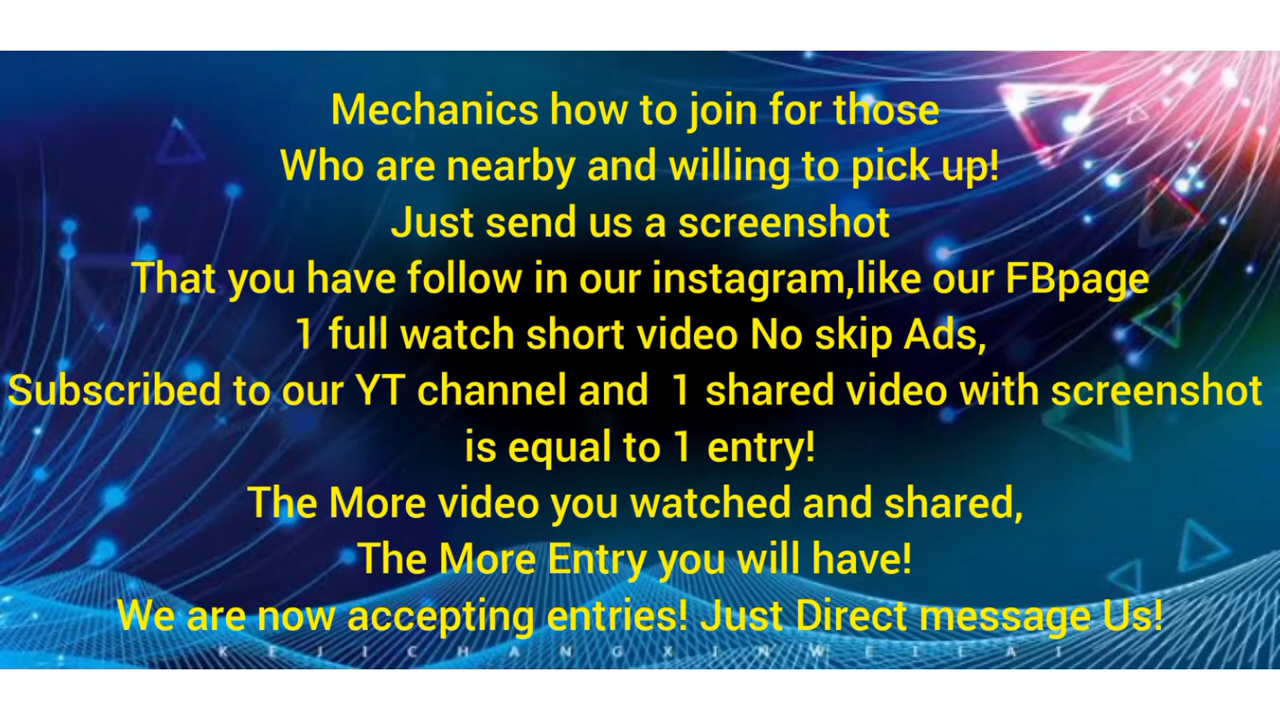 Mechanics how to join for those
Who are nearby and willing to pick up!
Just send us a screenshot
That you have follow in our instagram,like our FBpage
1 full watch short video No skip Ads,
Subscribed to our YT channel and 1 shared video with screenshot
is equal to 1 entry!
The More video you watched and shared,
The More Entry you will have!
We are now accepting entries! Just Direct message Us!